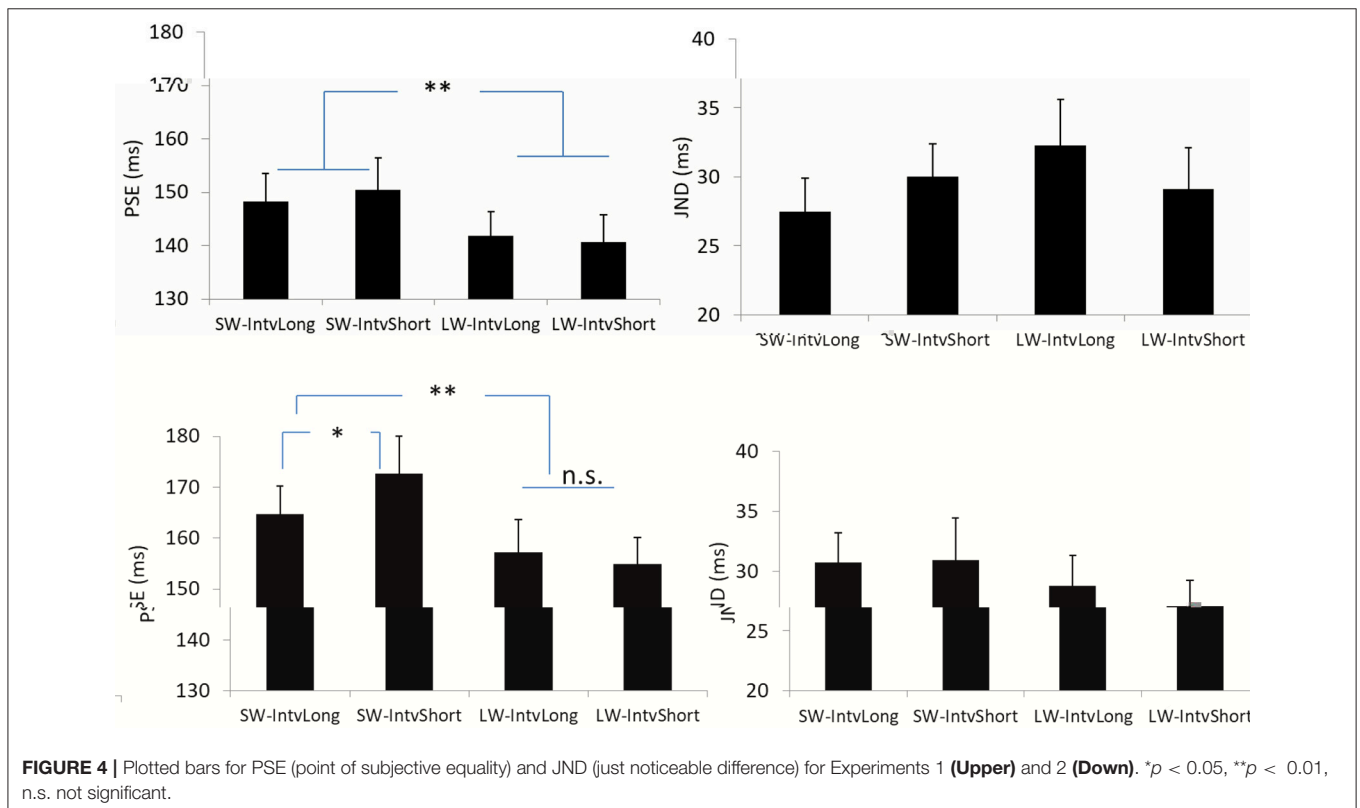 180
170
160
150
140
130
PSE (ms)
**
SW-IntvLong SW-IntvShort LW-IntvLong LW-IntvShort
40
35
30
25
20
JND (ms)
SW-IntvLong SW-IntvShort LW-IntvLong LW-IntvShort
**
*
n.s.
180
170
160
150
140
130
PSE (ms)
SW-IntvLong SW-IntvShort LW-IntvLong LW-IntvShort
40
35
30
25
20
JND (ms)
SW-IntvLong SW-IntvShort LW-IntvLong LW-IntvShort
FIGURE 4 | Plotted bars for PSE (point of subjective equality) and JND (just noticeable difference) for Experiments 1 (Upper) and 2 (Down). *p < 0.05, **p < 0.01,
n.s. not significant.